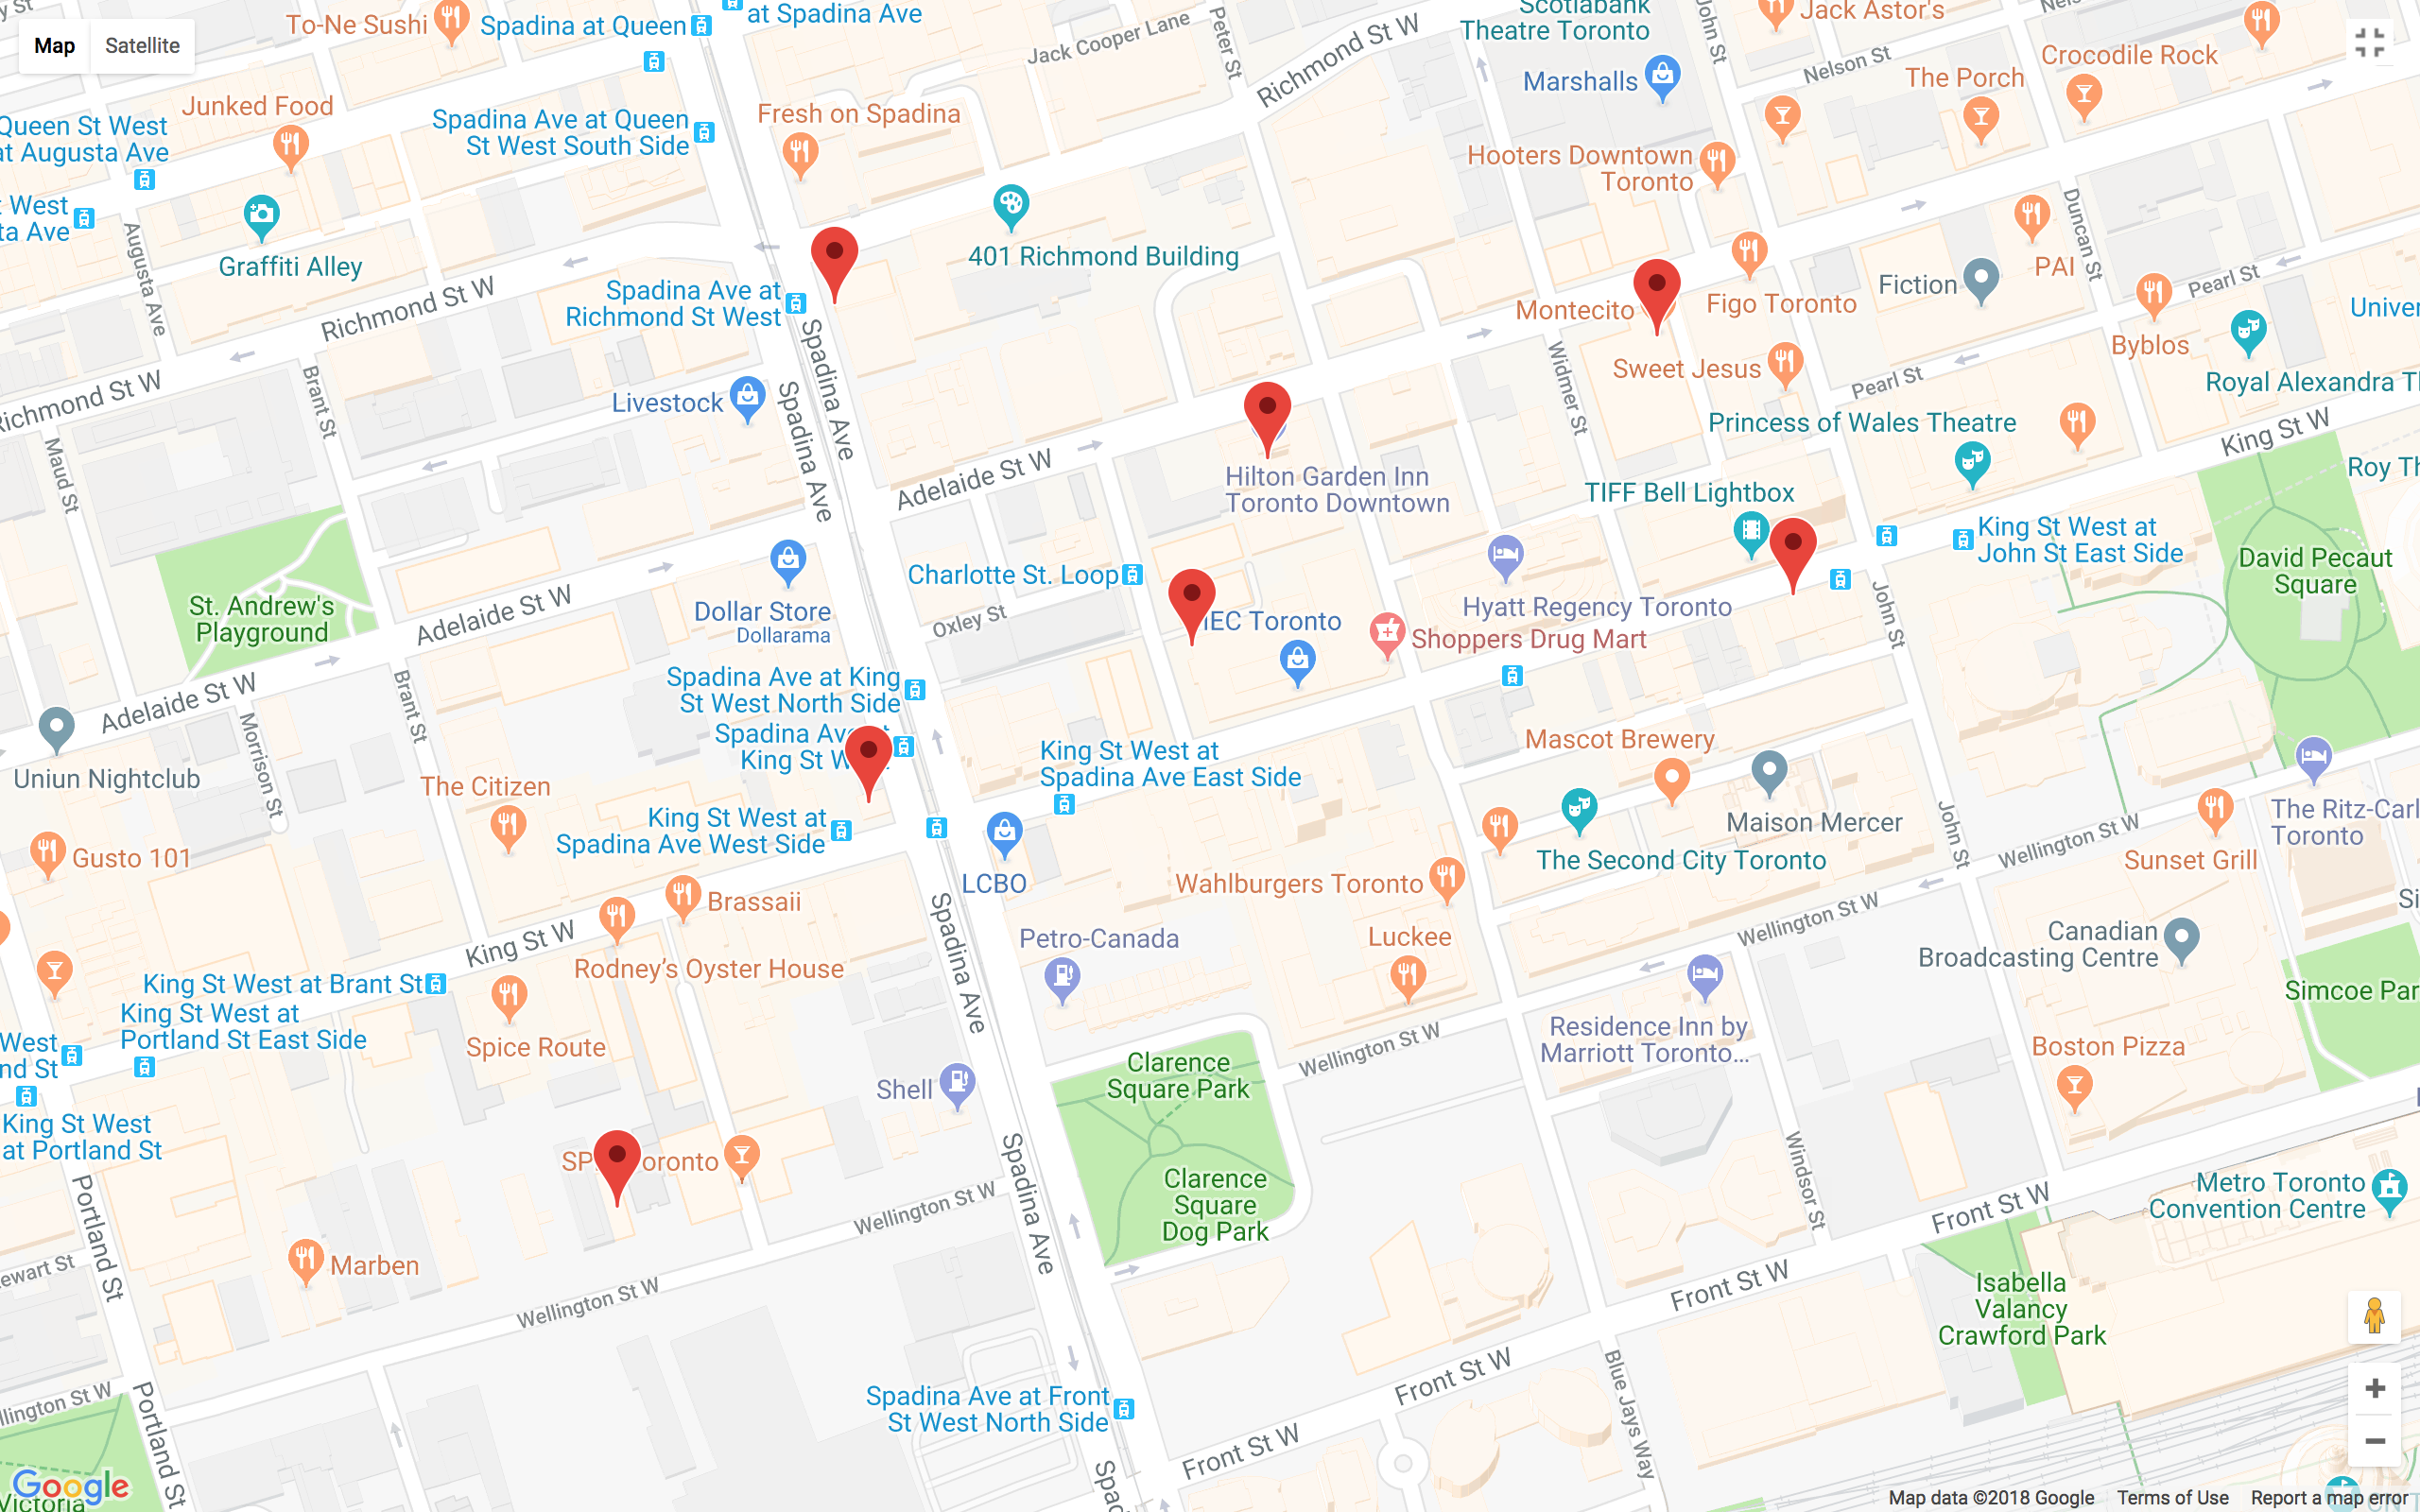 Map
Satellite
To-Ne Sushi
Spadina at Queen
at Spadina Ave
Jack Cooper Lane
Peter St
Richmond St W
Scotiabank
Theatre Toronto
John St
Jack Astor's
Crocodile Rock
Nelson St
The Porch
Marshalls
Junked Food
Queen St West
at Augusta Ave
Spadina Ave at Queen
St West South Side
Fresh on Spadina
Hooters Downtown
Toronto
West
Ave
Augusta Ave
Graffiti Alley
401 Richmond Building
Duncan St
PAI
Fiction
Pearl St
Richmond St W
Spadina Ave at
Richmond St West
Spadina Ave
Montecito
Figo Toronto
Byblos
Royal Alexandra
Richmond St W
Brant St
Livestock
Spadina Ave
Widmer St
Sweet Jesus
Pearl St
Maud St
Princess of Wales Theatre
King St W
Roy
Adelaide St W
Hilton Garden Inn
Toronto Downtown
TIFF Bell Lightbox
King St West at
John St East Side
David Pecaut
Square
St. Andrew's
Playground
Adelaide St W
Dollar Store
Dollarama
Charlotte St. Loop
Oxley St
EC Toronto
Shoppers Drug Mart
Hyatt Regency Toronto
John St
Adelaide St W
Morrison St
Brant St
Spadina Ave at King
St West North Side
Spadina Ave
King St
Uniun Nightclub
The Citizen
King St West at
Spadina Ave East Side
Mascot Brewery
Maison Mercer
John St
Wellington St W
The Ritz-Carl
Toronto
King St West at
Spadina Ave West Side
Gusto 101
LCBO
The Second City Toronto
Sunset Grill
Brassaii
Wahlburgers Toronto
King St W
Spadina Ave
Petro-Canada
Luckee
Wellington St W
Canadian
Broadcasting Centre
Rodney's Oyster House
King St West at Brant St
King St West at
Portland St East Side
Spice Route
Simcoe Par
West
nd St
Residence Inn by
Marriott Toronto...
Wellington St W
Boston Pizza
Clarence
Square Park
Shell
King St West
at Portland St
Toronto
Spadina Ave
Clarence
Square
Dog Park
Windsor St
Front St W
Metro Toronto
Convention Centre
Portland St
Wellington St W
Marben
Front St W
Isabella
Valancy
Crawford Park
Wellington St W
Wellington St W
Portland St
Spadina Ave at Front
St West North Side
Front St W
Blue Jays Way
Front St W
Google
Victoria
Map data ©2018 Google
Terms of Use
Report a map error